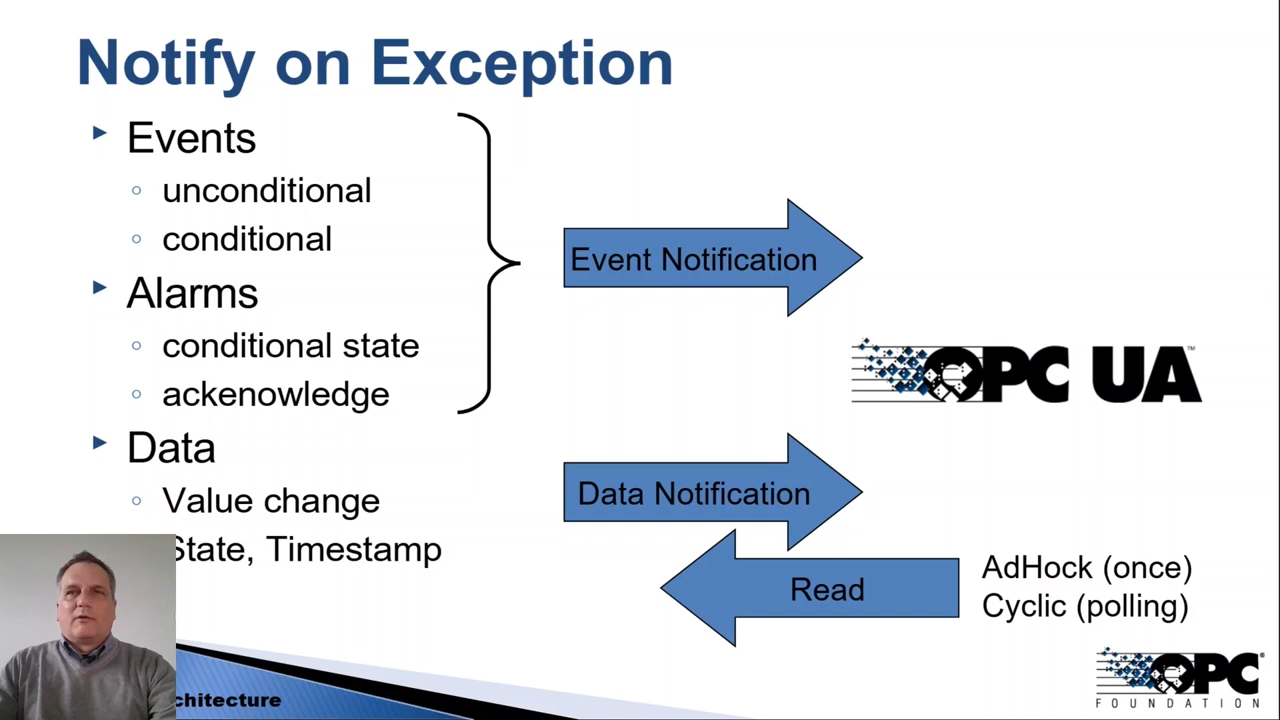 Notify on Exception
Events
unconditional
conditional
Alarms
conditional state
ackenowledge
Data
Value change
State, Timestamp
Event Notification
OPC UA™
Data Notification
Read
AdHock (once)
Cyclic (polling)
chitecture
OPC®
FOUNDATION